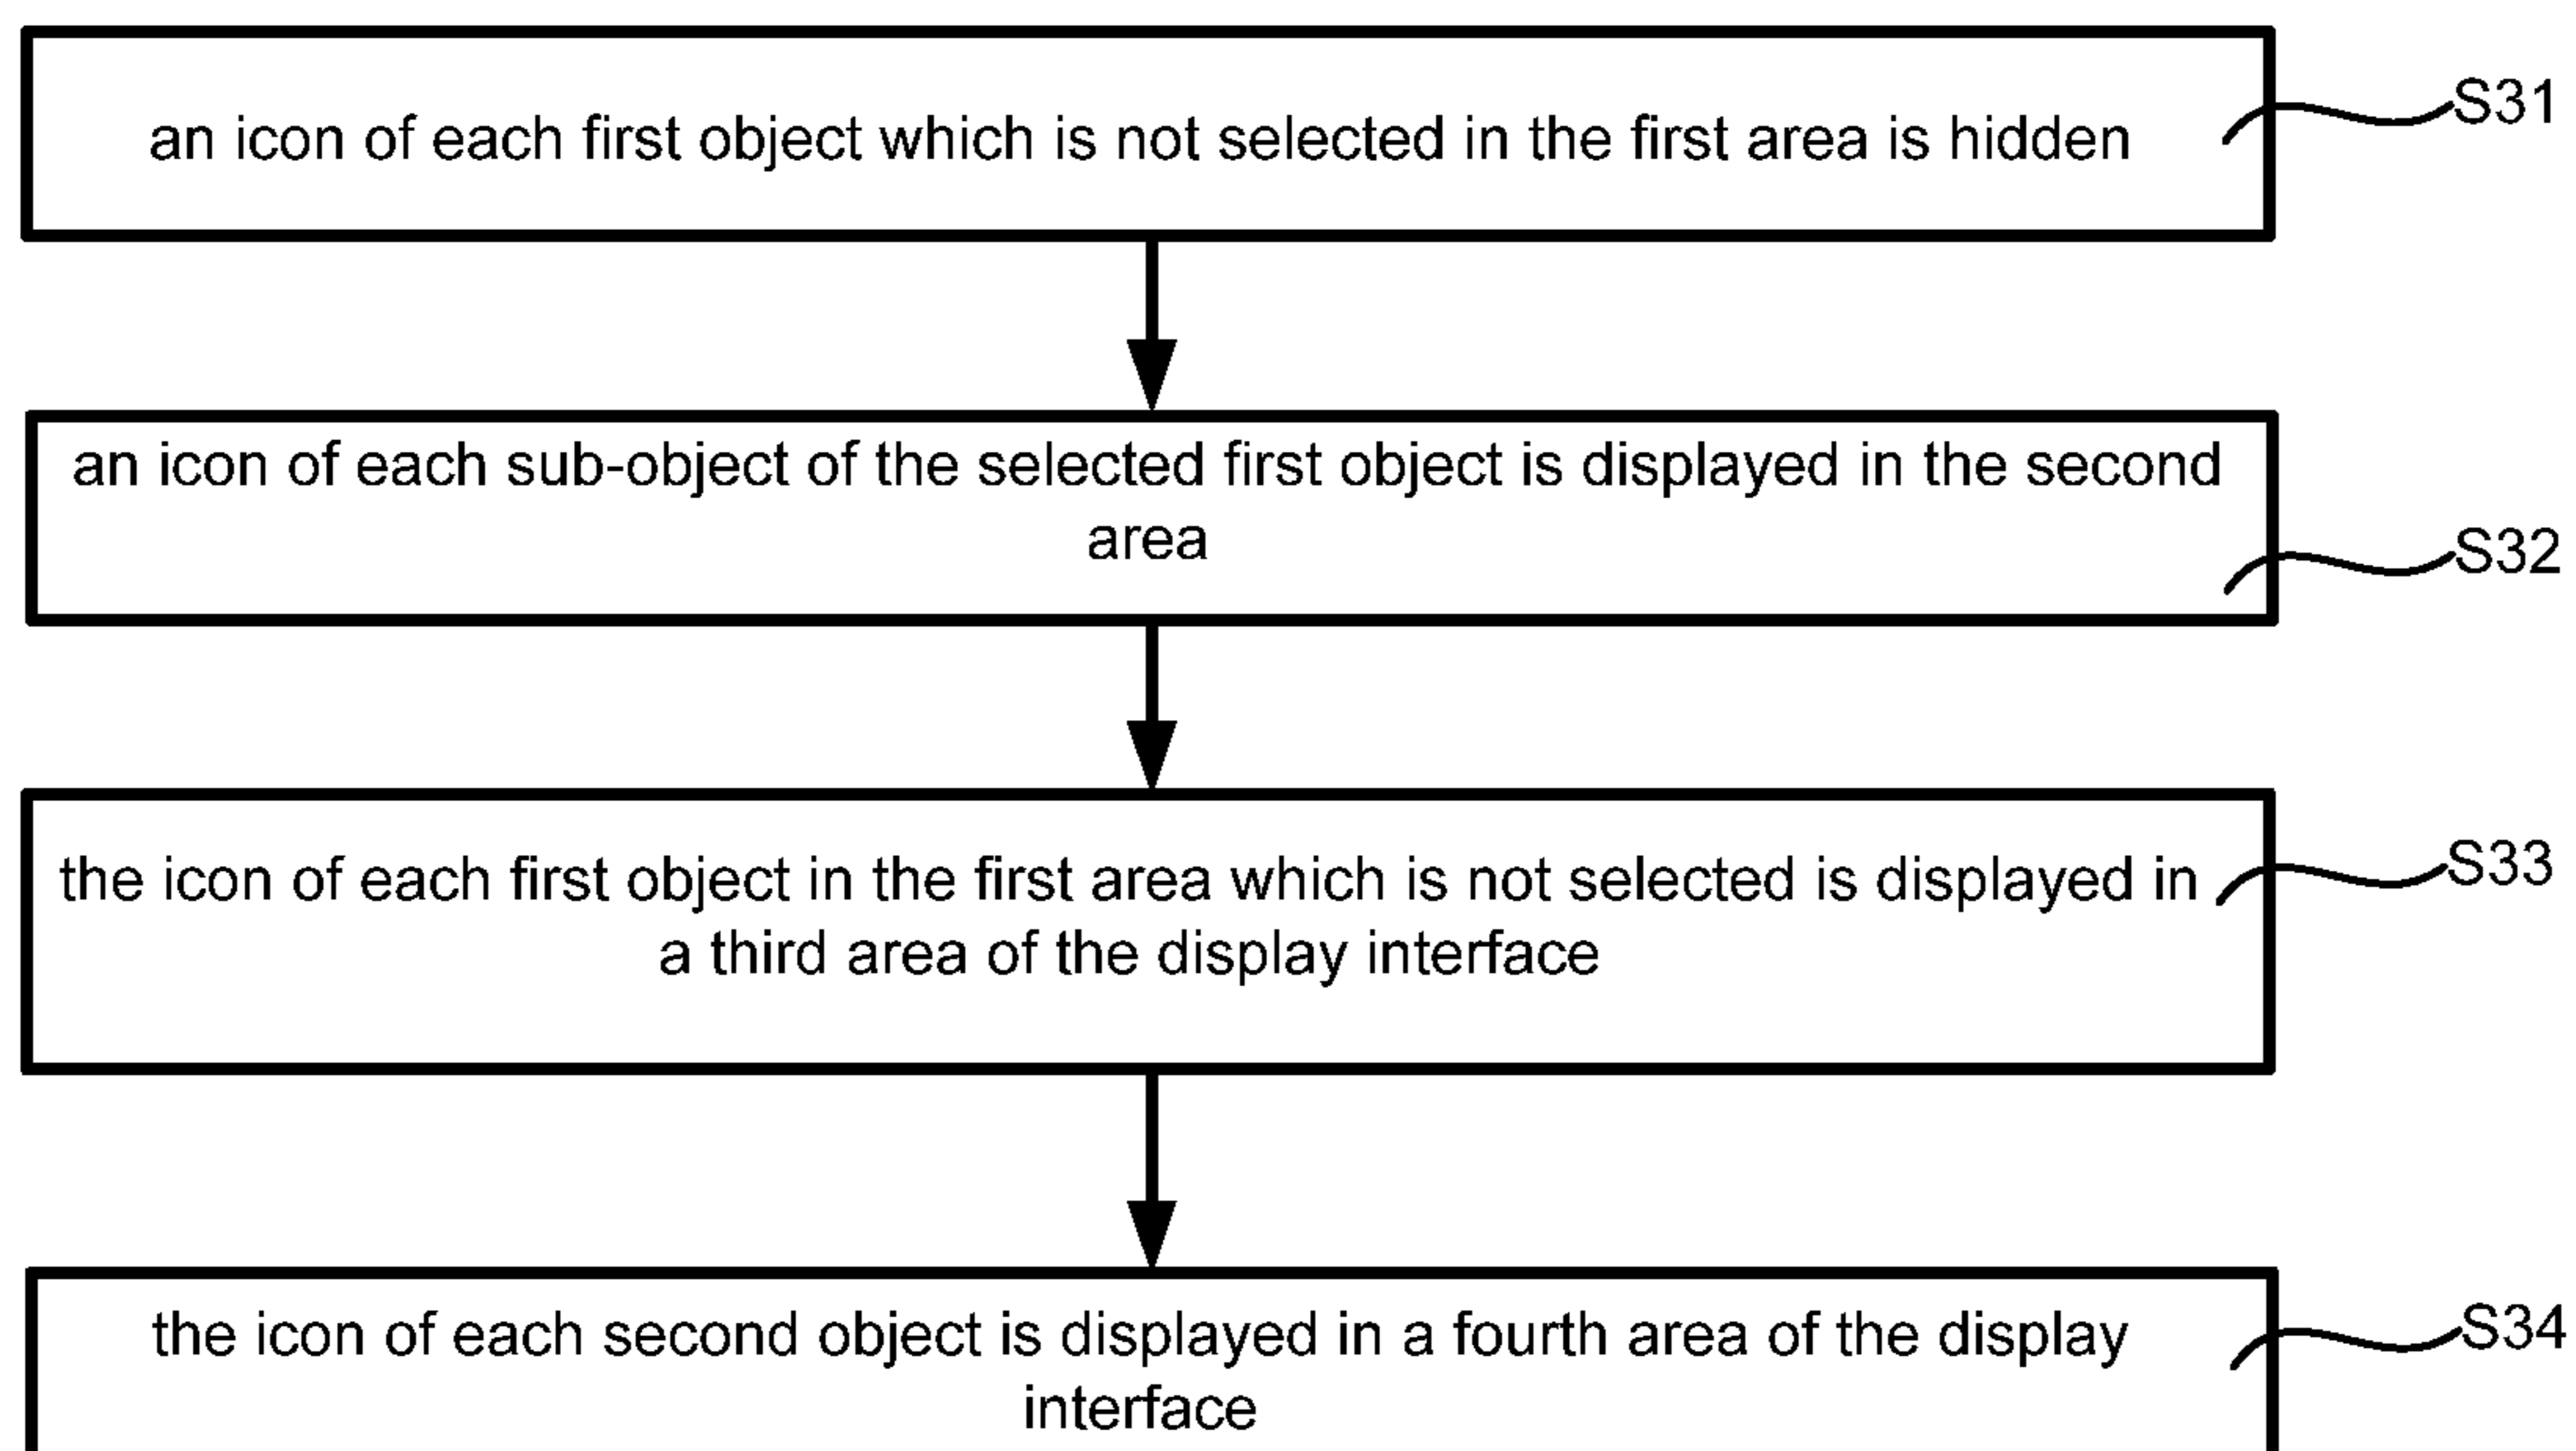 an icon of each first object which is not selected in the first area is hidden
S31
an icon of each sub-object of the selected first object is displayed in the second
area
S32
the icon of each first object in the first area which is not selected is displayed in
a third area of the display interface
S33
the icon of each second object is displayed in a fourth area of the display
interface
S34